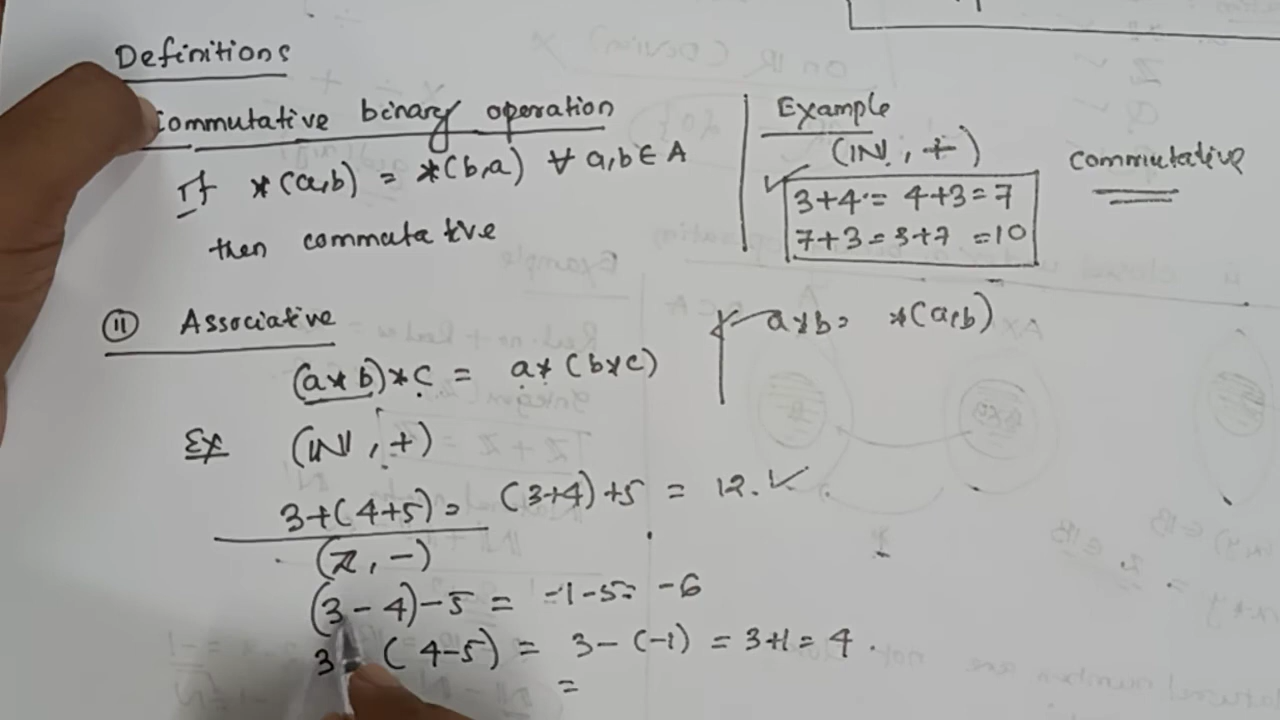 Definitions
Commutative binary operation
If *(a,b) = *(b,a) ∀ a,b ∈ A
then commutative
Example
(IN, +)
3+4 = 4+3 = 7
7+3 = 3+7 = 10
commutative
(11) Associative
a*b = *(a,b)
(a*b)*c = a*(b*c)
Ex (IN, +)
3+(4+5) = (3+4)+5 = 12.
(Z, -)
(3-4)-5 = -1-5 = -6
3 (4-5) = 3-(-1) = 3+1 = 4.
=